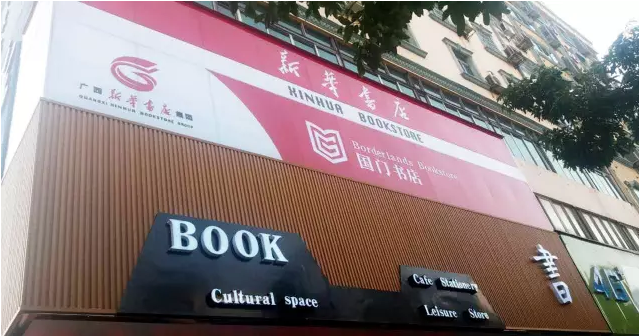 新华书店
XINHUA BOOKSTORE
广西新华书店集团
GUANGXI XINHUA BOOKSTORE GROUP
Borderlands Bookstore
国门书店
BOOK
Cultural space
Cafe Stationery
Leisure Store
書
4G